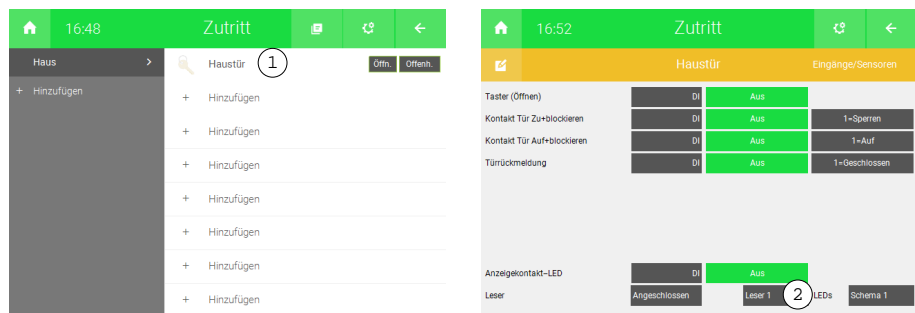 16:48 Zutritt
Haus
+ Hinzufügen
Haustür 1 Öffn. Offenh.
+ Hinzufügen
+ Hinzufügen
+ Hinzufügen
+ Hinzufügen
+ Hinzufügen
+ Hinzufügen
+ Hinzufügen
16:52 Zutritt
Haustür Eingänge/Sensoren
Taster (Öffnen) DI Aus
Kontakt Tür Zu+blockieren DI Aus 1=Sperren
Kontakt Tür Auf+blockieren DI Aus 1=Auf
Türrückmeldung DI Aus 1=Geschlossen
Anzeigekontakt–LED DI Aus
Leser Angeschlossen Leser 1 2 LEDs Schema 1